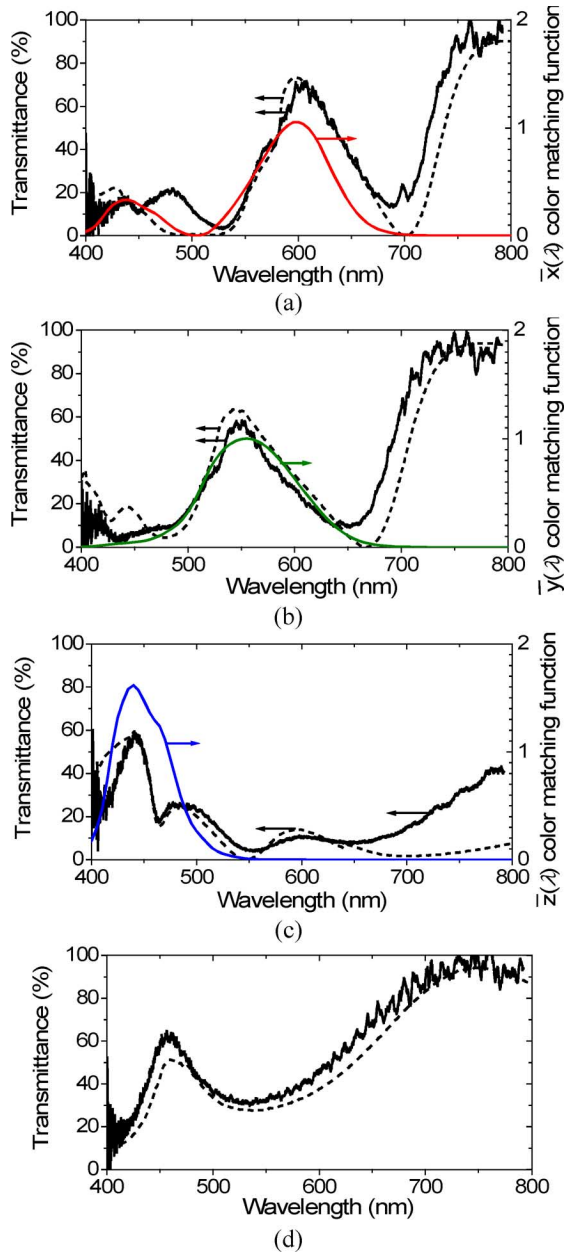 100
80
60
40
20
0
Transmittance (%)
2
1
0
x̄(λ) color matching function
400 500 600 700 800
Wavelength (nm)
(a)
100
80
60
40
20
0
Transmittance (%)
2
1
0
ȳ(λ) color matching function
400 500 600 700 800
Wavelength (nm)
(b)
100
80
60
40
20
0
Transmittance (%)
2
1
0
z̄(λ) color matching function
400 500 600 700 800
Wavelength (nm)
(c)
100
80
60
40
20
0
Transmittance (%)
400 500 600 700 800
Wavelength (nm)
(d)